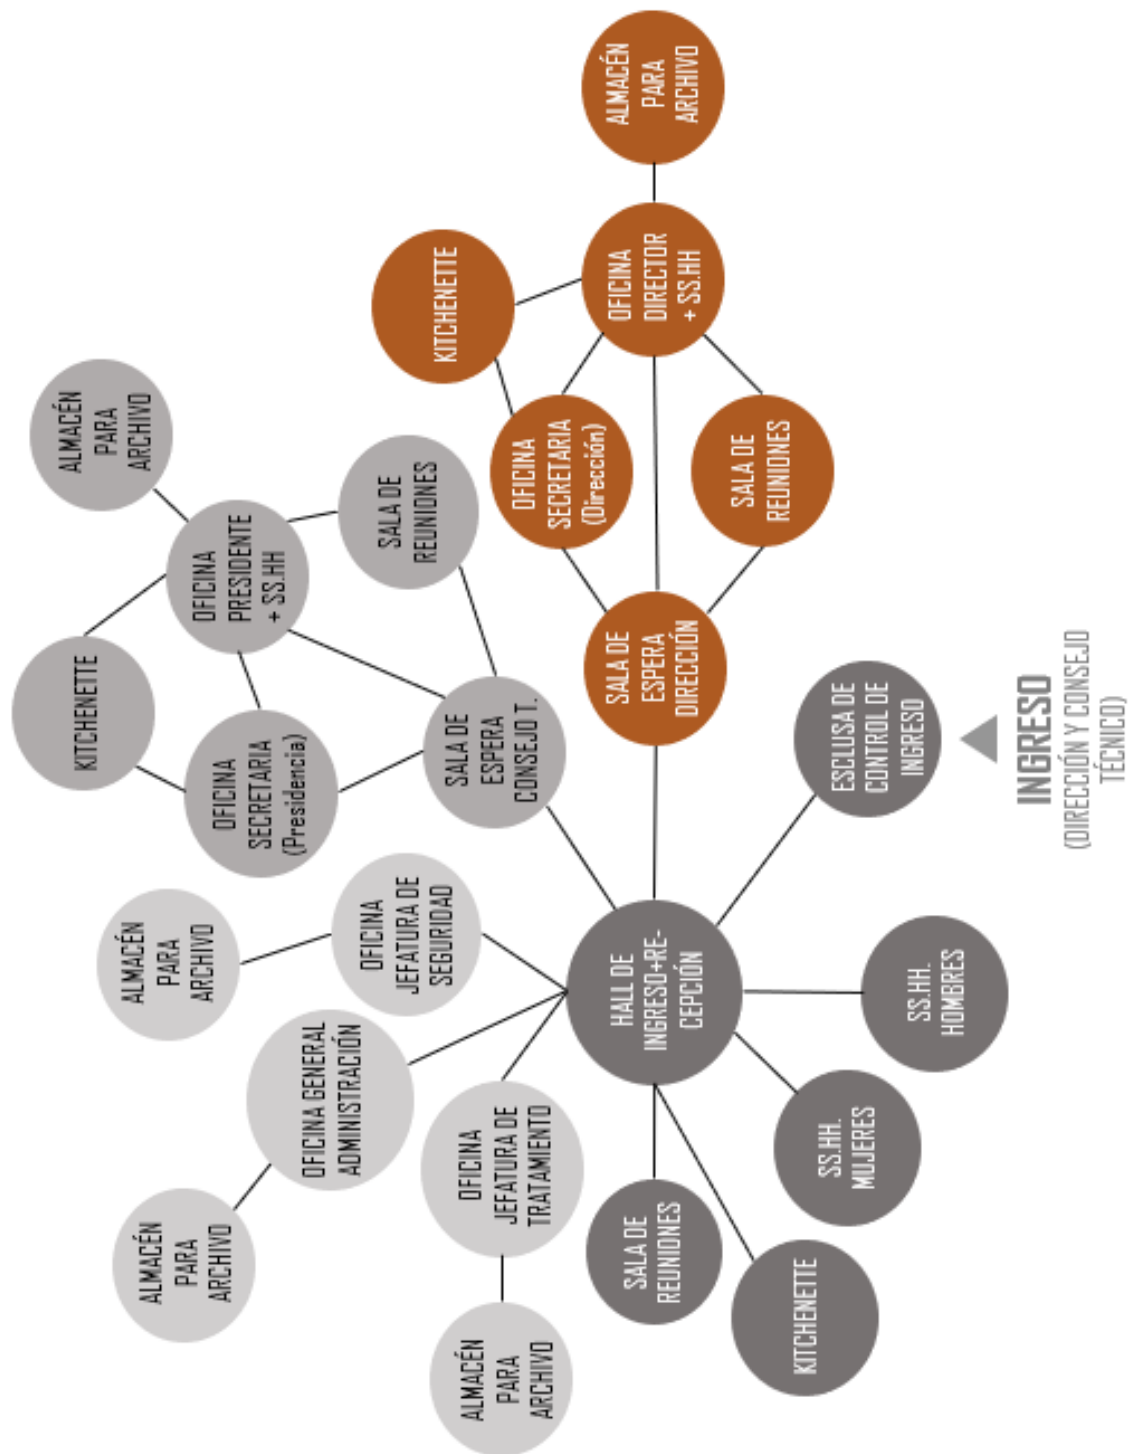 ALMACÉN
PARA
ARCHIVO
ALMACÉN
PARA
ARCHIVO
KITCHENETTE
OFICINA
SECRETARIA
(Presidencia)
OFICINA
PRESIDENTE
+ SS.HH
ALMACÉN
PARA
ARCHIVO
OFICINA GENERAL
ADMINISTRACIÓN
OFICINA
JEFATURA DE
SEGURIDAD
SALA DE
REUNIONES
ALMACÉN
PARA
ARCHIVO
OFICINA
JEFATURA DE
TRATAMIENTO
SALA DE
ESPERA
CONSEJO T.
KITCHENETTE
OFICINA
SECRETARIA
(Dirección)
SALA DE
REUNIONES
HALL DE
INGRESO+RE-
CEPCIÓN
SALA DE
ESPERA
DIRECCIÓN
OFICINA
DIRECTOR
+ SS.HH
ALMACÉN
PARA
ARCHIVO
SALA DE
REUNIONES
KITCHENETTE
SS.HH.
MUJERES
SS.HH.
HOMBRES
ESCLUSA DE
CONTROL DE
INGRESO
INGRESO
(DIRECCIÓN Y CONSEJO
TÉCNICO)